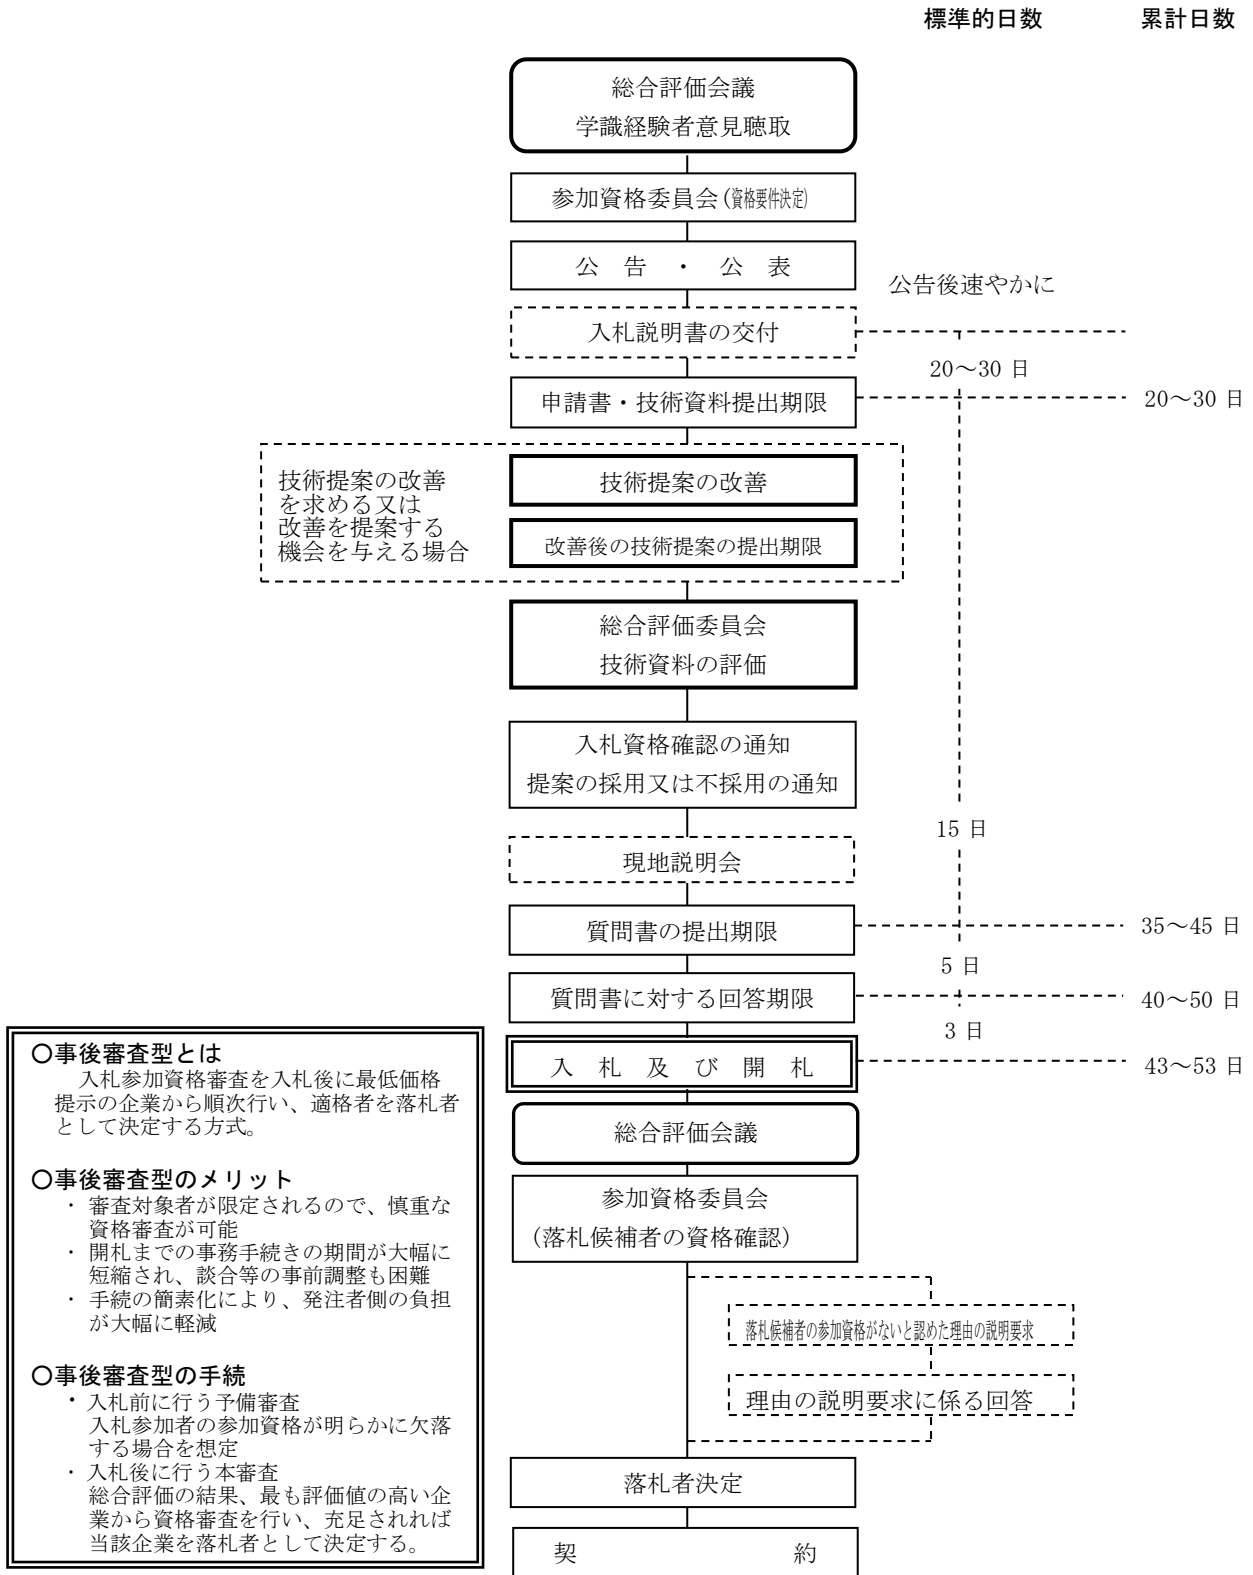 標準的日数 累計日数
総合評価会議
学識経験者意見聴取
参加資格委員会(資格要件決定)
公 告 ・ 公 表
公告後速やかに
入札説明書の交付
20～30 日
申請書・技術資料提出期限
20～30 日
技術提案の改善
を求める又は
改善を提案する
機会を与える場合
技術提案の改善
改善後の技術提案の提出期限
総合評価委員会
技術資料の評価
入札資格確認の通知
提案の採用又は不採用の通知
15 日
現地説明会
質問書の提出期限
35～45 日
5 日
質問書に対する回答期限
40～50 日
3 日
入 札 及 び 開 札
43～53 日
総合評価会議
参加資格委員会
(落札候補者の資格確認)
落札候補者の参加資格がないと認めた理由の説明要求
理由の説明要求に係る回答
落札者決定
契 約
○事後審査型とは
入札参加資格審査を入札後に最低価格
提示の企業から順次行い、適格者を落札者
として決定する方式。
○事後審査型のメリット
・ 審査対象者が限定されるので、慎重な
資格審査が可能
・ 開札までの事務手続きの期間が大幅に
短縮され、談合等の事前調整も困難
・ 手続の簡素化により、発注者側の負担
が大幅に軽減
○事後審査型の手続
・ 入札前に行う予備審査
入札参加者の参加資格が明らかに欠落
する場合を想定
・ 入札後に行う本審査
総合評価の結果、最も評価値の高い企
業から資格審査を行い、充足されれば
当該企業を落札者として決定する。